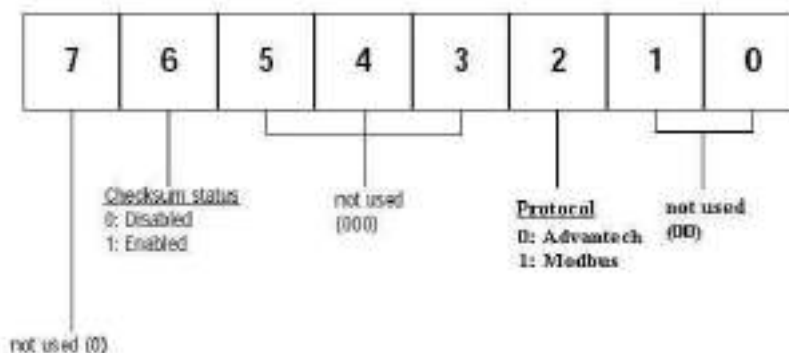 7 6 5 4 3 2 1 0
Checksum status
0: Disabled
1: Enabled
not used
(000)
Protocol
0: Advantech
1: Modbus
not used
(00)
not used (0)